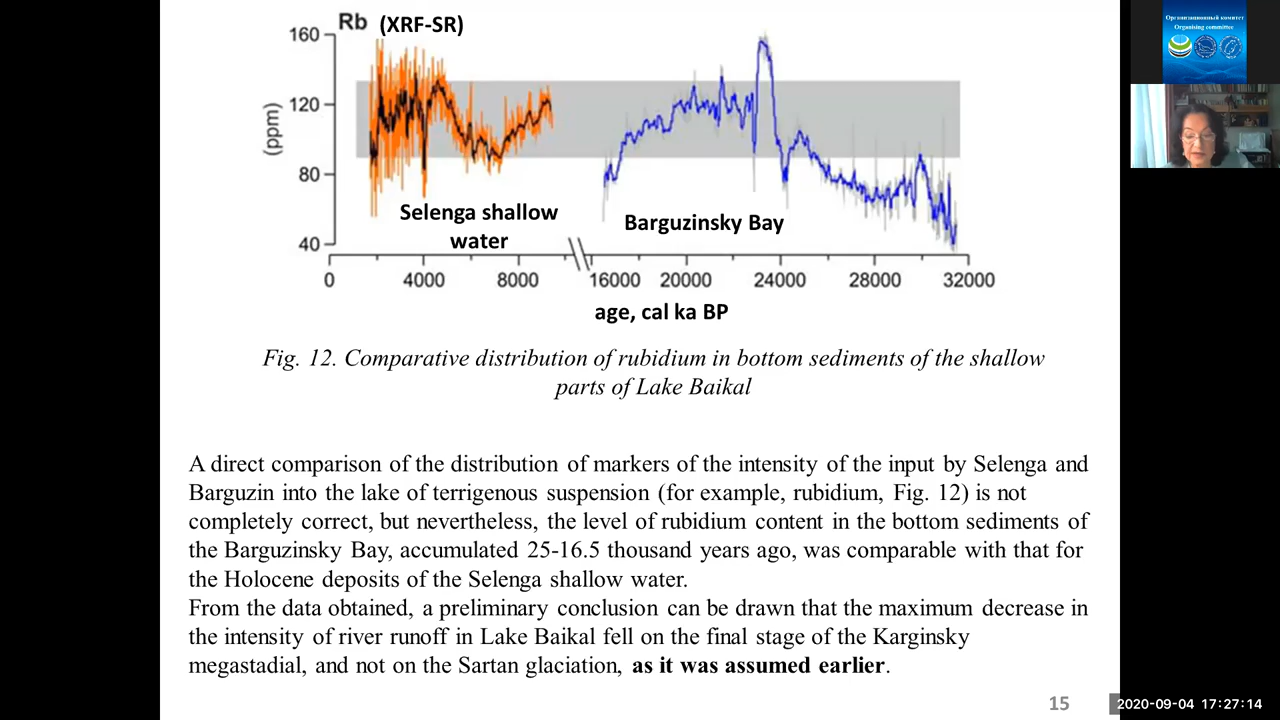 Организационный комитет
Organising committee
Rb (XRF-SR)
160
120
80
40
(ppm)
Selenga shallow
water
Barguzinsky Bay
0 4000 8000 16000 20000 24000 28000 32000
age, cal ka BP
Fig. 12. Comparative distribution of rubidium in bottom sediments of the shallow
parts of Lake Baikal
A direct comparison of the distribution of markers of the intensity of the input by Selenga and
Barguzin into the lake of terrigenous suspension (for example, rubidium, Fig. 12) is not
completely correct, but nevertheless, the level of rubidium content in the bottom sediments of
the Barguzinsky Bay, accumulated 25-16.5 thousand years ago, was comparable with that for
the Holocene deposits of the Selenga shallow water.
From the data obtained, a preliminary conclusion can be drawn that the maximum decrease in
the intensity of river runoff in Lake Baikal fell on the final stage of the Karginsky
megastadial, and not on the Sartan glaciation, as it was assumed earlier.
15
2020-09-04 17:27:14